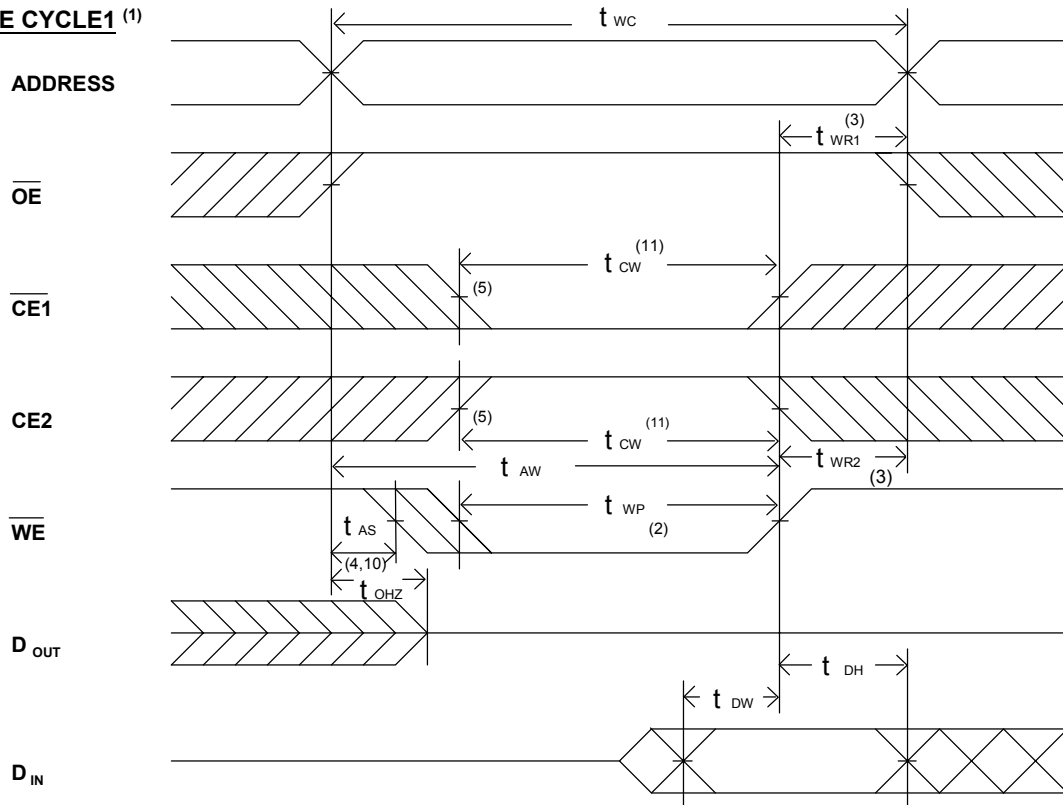 E CYCLE1 (1)
t WC
ADDRESS
t WR1 (3)
OE
t CW (11)
CE1
(5)
CE2
(5)
t CW (11)
t AW
t WR2 (3)
WE
t AS
t WP (2)
(4,10)
t OHZ
D OUT
t DH
t DW
D IN